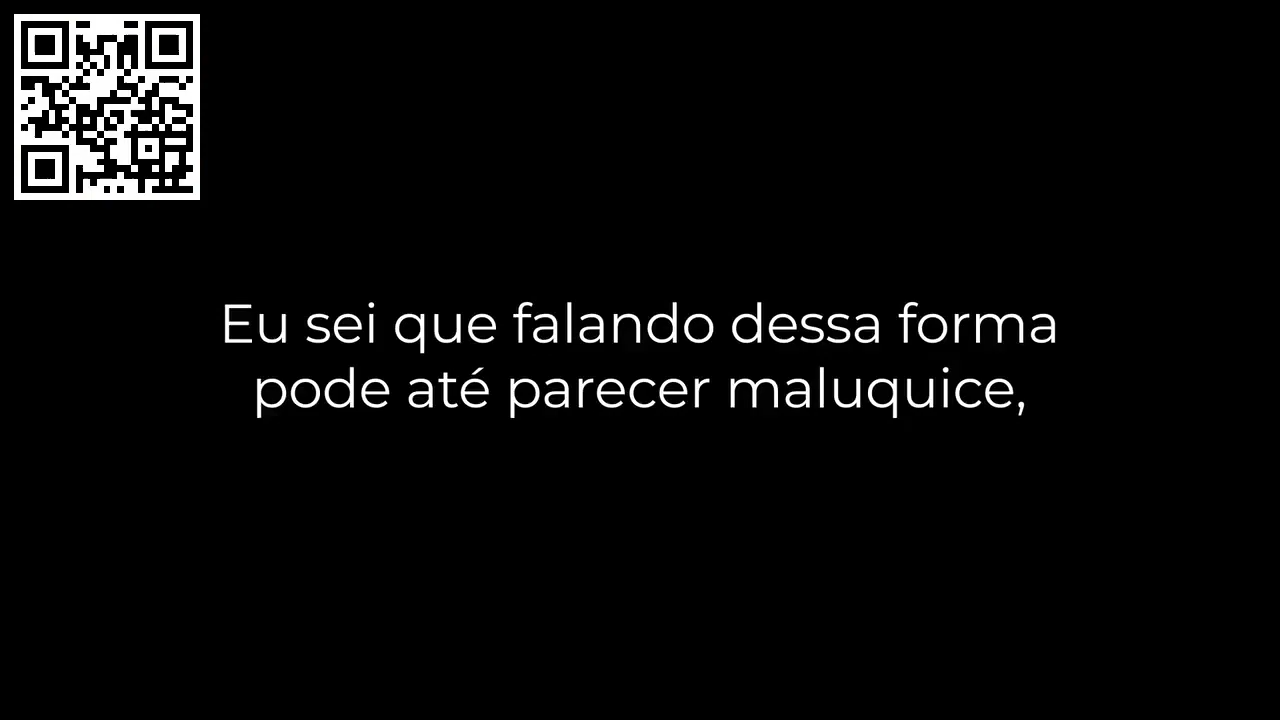 Eu sei que falando dessa forma
pode até parecer maluquice,